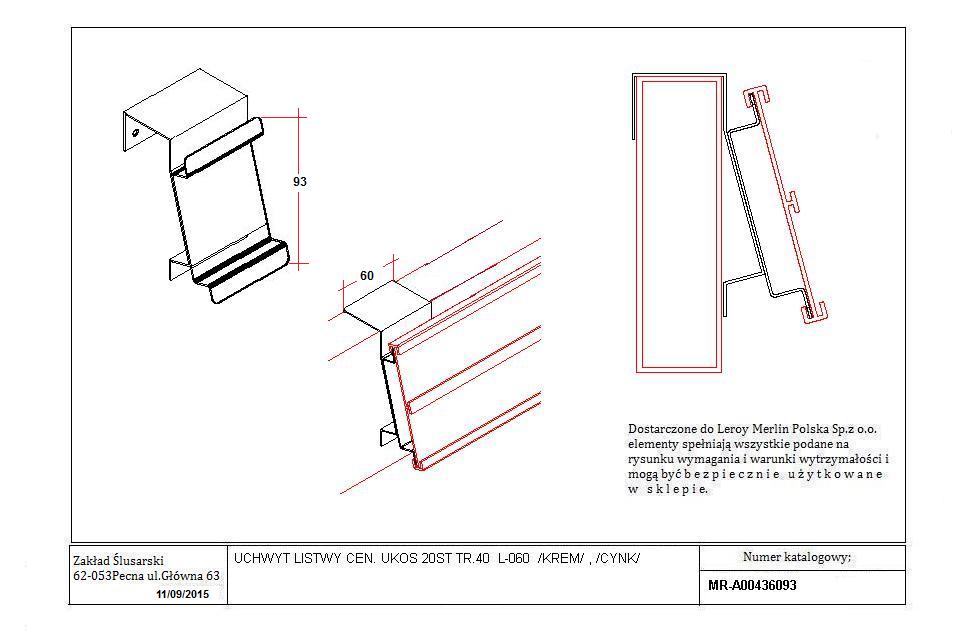 93
60
Dostarczone do Leroy Merlin Polska Sp.z o.o.
elementy spełniają wszystkie podane na
rysunku wymagania i warunki wytrzymałości i
mogą być b e z p i e c z n i e  u ż y t k o w a n e
w  s k l e p i e.
Zakład Ślusarski
62-053Pecna ul.Główna 63
11/09/2015
UCHWYT LISTWY CEN. UKOS 20ST TR.40  L-060  /KREM/ , /CYNK/
Numer katalogowy;
MR-A00436093